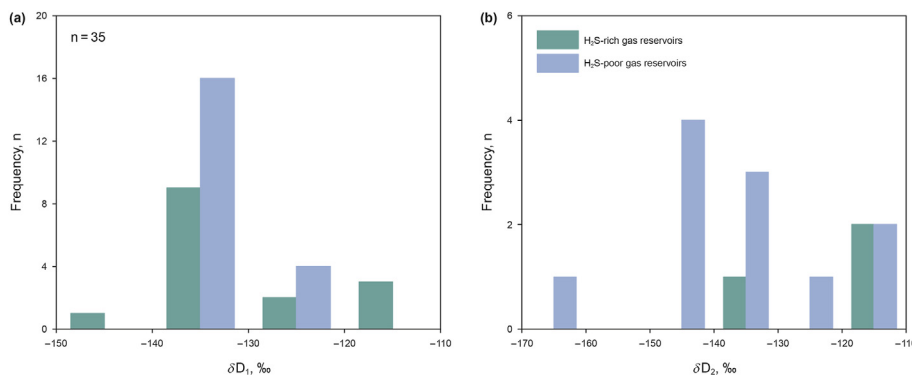 (a)
n = 35
Frequency, n
20
16
12
8
4
0
−150
−140
−130
−120
−110
δD₁, ‰
(b)
H₂S-rich gas reservoirs
H₂S-poor gas reservoirs
Frequency, n
6
4
2
0
−170
−160
−150
−140
−130
−120
−110
δD₂, ‰